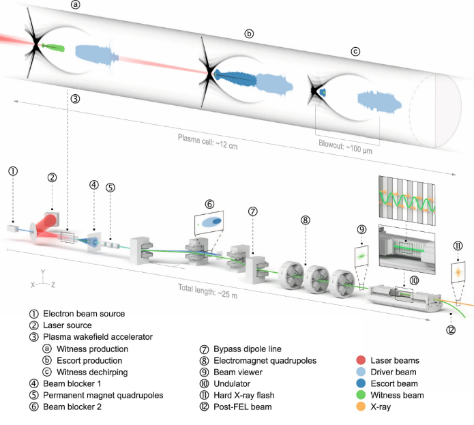 ⓐ
ⓑ
ⓒ
③
Plasma cell: ~12 cm
Blowout: ~100 μm
①
②
④
⑤
⑥
⑦
⑧
⑨
⑩
⑪
⑫
Y
X Z
Total length: ~25 m
① Electron beam source
② Laser source
③ Plasma wakefield accelerator
ⓐ Witness production
ⓑ Escort production
ⓒ Witness dechirping
④ Beam blocker 1
⑤ Permanent magnet quadrupoles
⑥ Beam blocker 2
⑦ Bypass dipole line
⑧ Electromagnet quadrupoles
⑨ Beam viewer
⑩ Undulator
⑪ Hard X-ray flash
⑫ Post-FEL beam
Laser beams
Driver beam
Escort beam
Witness beam
X-ray